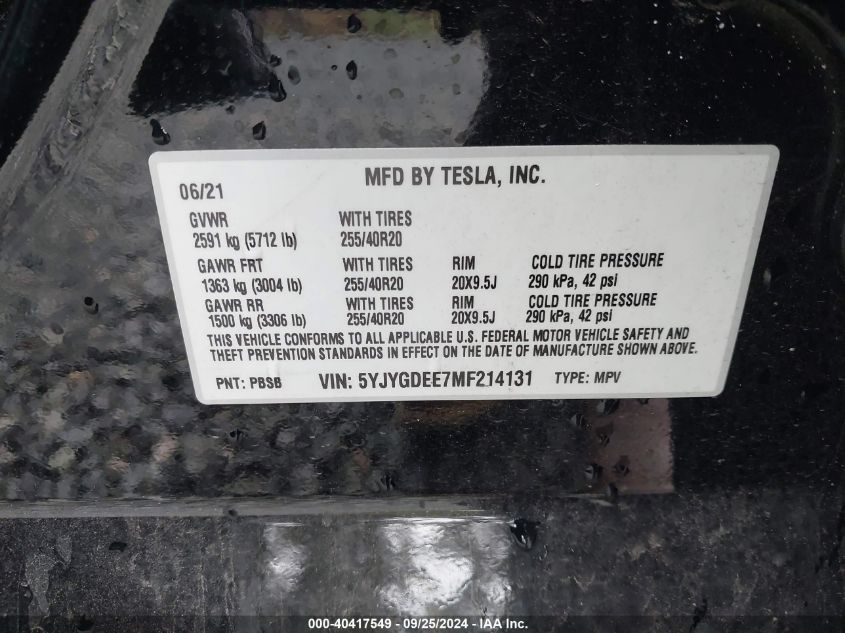 06/21 MFD BY TESLA, INC.
GVWR WITH TIRES
2591 kg (5712 lb) 255/40R20
GAWR FRT WITH TIRES RIM COLD TIRE PRESSURE
1363 kg (3004 lb) 255/40R20 20X9.5J 290 kPa, 42 psi
GAWR RR WITH TIRES RIM COLD TIRE PRESSURE
1500 kg (3306 lb) 255/40R20 20X9.5J 290 kPa, 42 psi
THIS VEHICLE CONFORMS TO ALL APPLICABLE U.S. FEDERAL MOTOR VEHICLE SAFETY AND
THEFT PREVENTION STANDARDS IN EFFECT ON THE DATE OF MANUFACTURE SHOWN ABOVE.
PNT: PBSB VIN: 5YJYGDEE7MF214131 TYPE: MPV
000-40417549 - 09/25/2024 - IAA Inc.